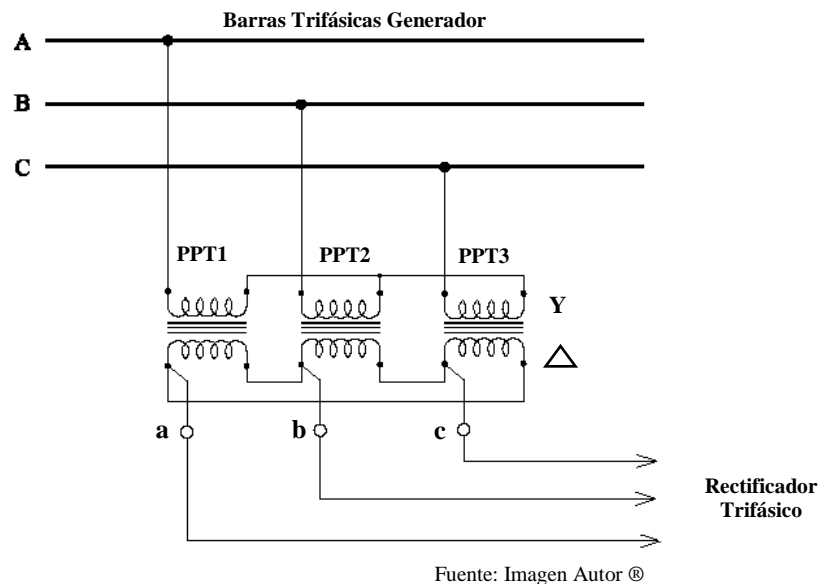 Barras Trifásicas Generador
A
B
C
PPT1
PPT2
PPT3
Y
a
b
c
Rectificador
Trifásico
Fuente: Imagen Autor ®